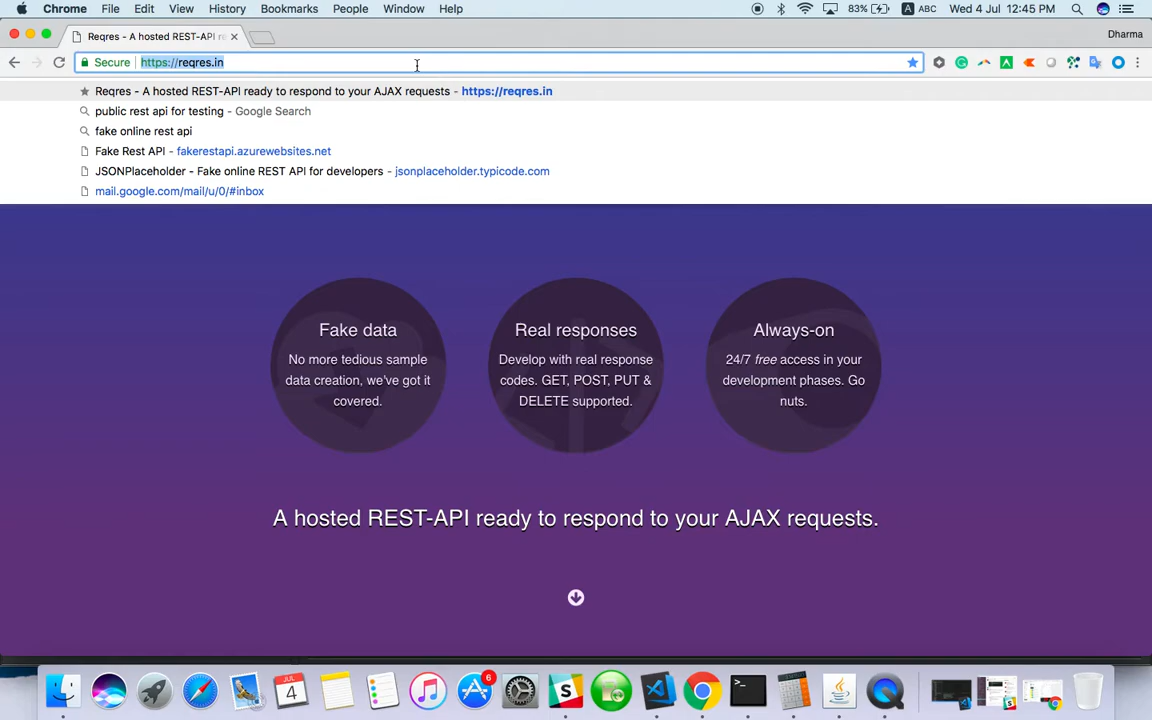 Chrome File Edit View History Bookmarks People Window Help 83% A ABC Wed 4 Jul 12:45 PM
Reqres - A hosted REST-API re
Dharma
Secure https://reqres.in
Reqres - A hosted REST-API ready to respond to your AJAX requests - https://reqres.in
public rest api for testing - Google Search
fake online rest api
Fake Rest API - fakerestapi.azurewebsites.net
JSONPlaceholder - Fake online REST API for developers - jsonplaceholder.typicode.com
mail.google.com/mail/u/0/#inbox
Fake data
No more tedious sample
data creation, we've got it
covered.
Real responses
Develop with real response
codes. GET, POST, PUT &
DELETE supported.
Always-on
24/7 free access in your
development phases. Go
nuts.
A hosted REST-API ready to respond to your AJAX requests.
4
6